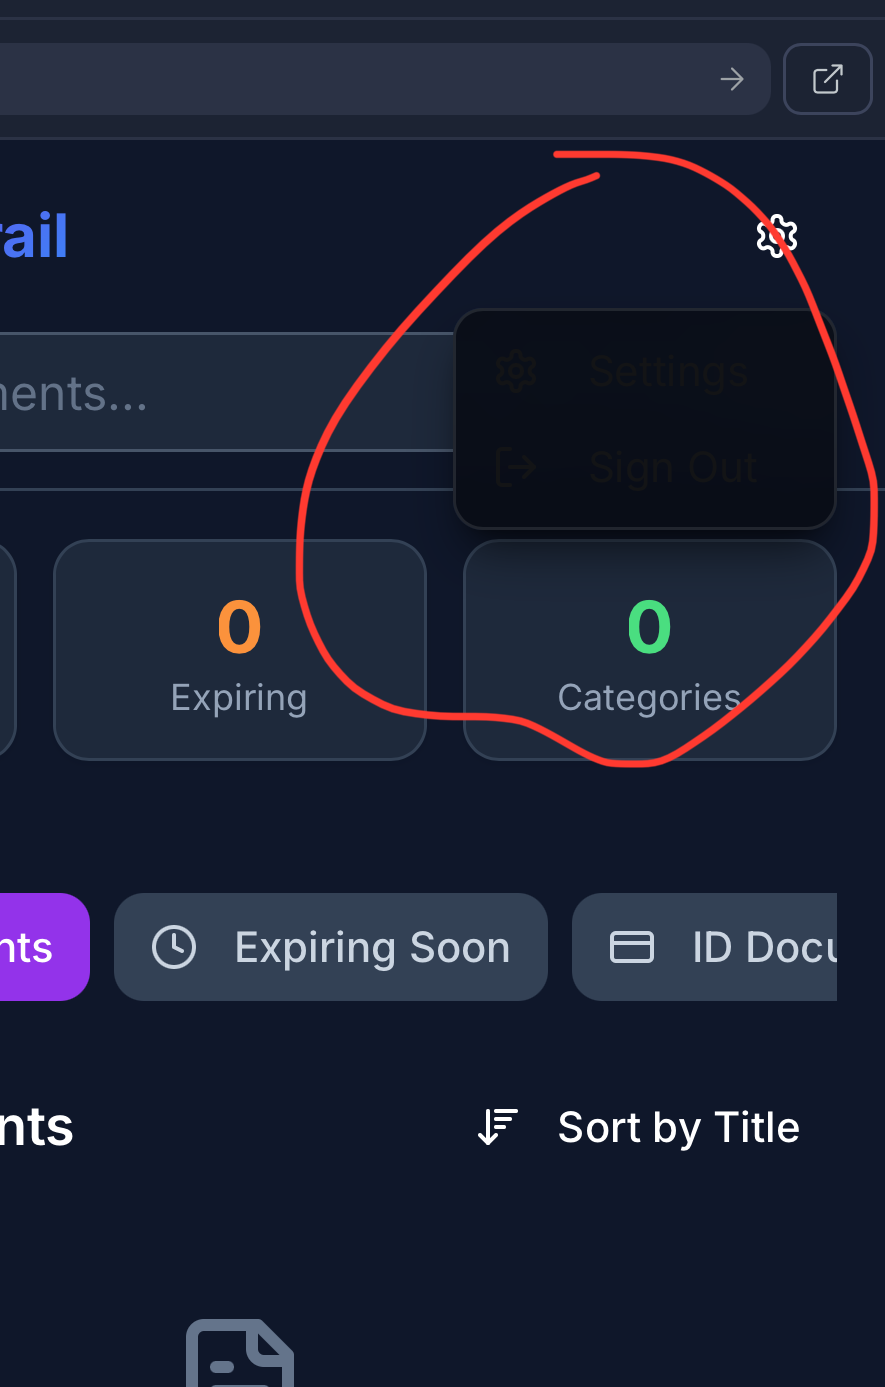 rail
ments...
Settings
Sign Out
0
0
Expiring
Categories
nts
Expiring Soon
ID Docu
nts
Sort by Title